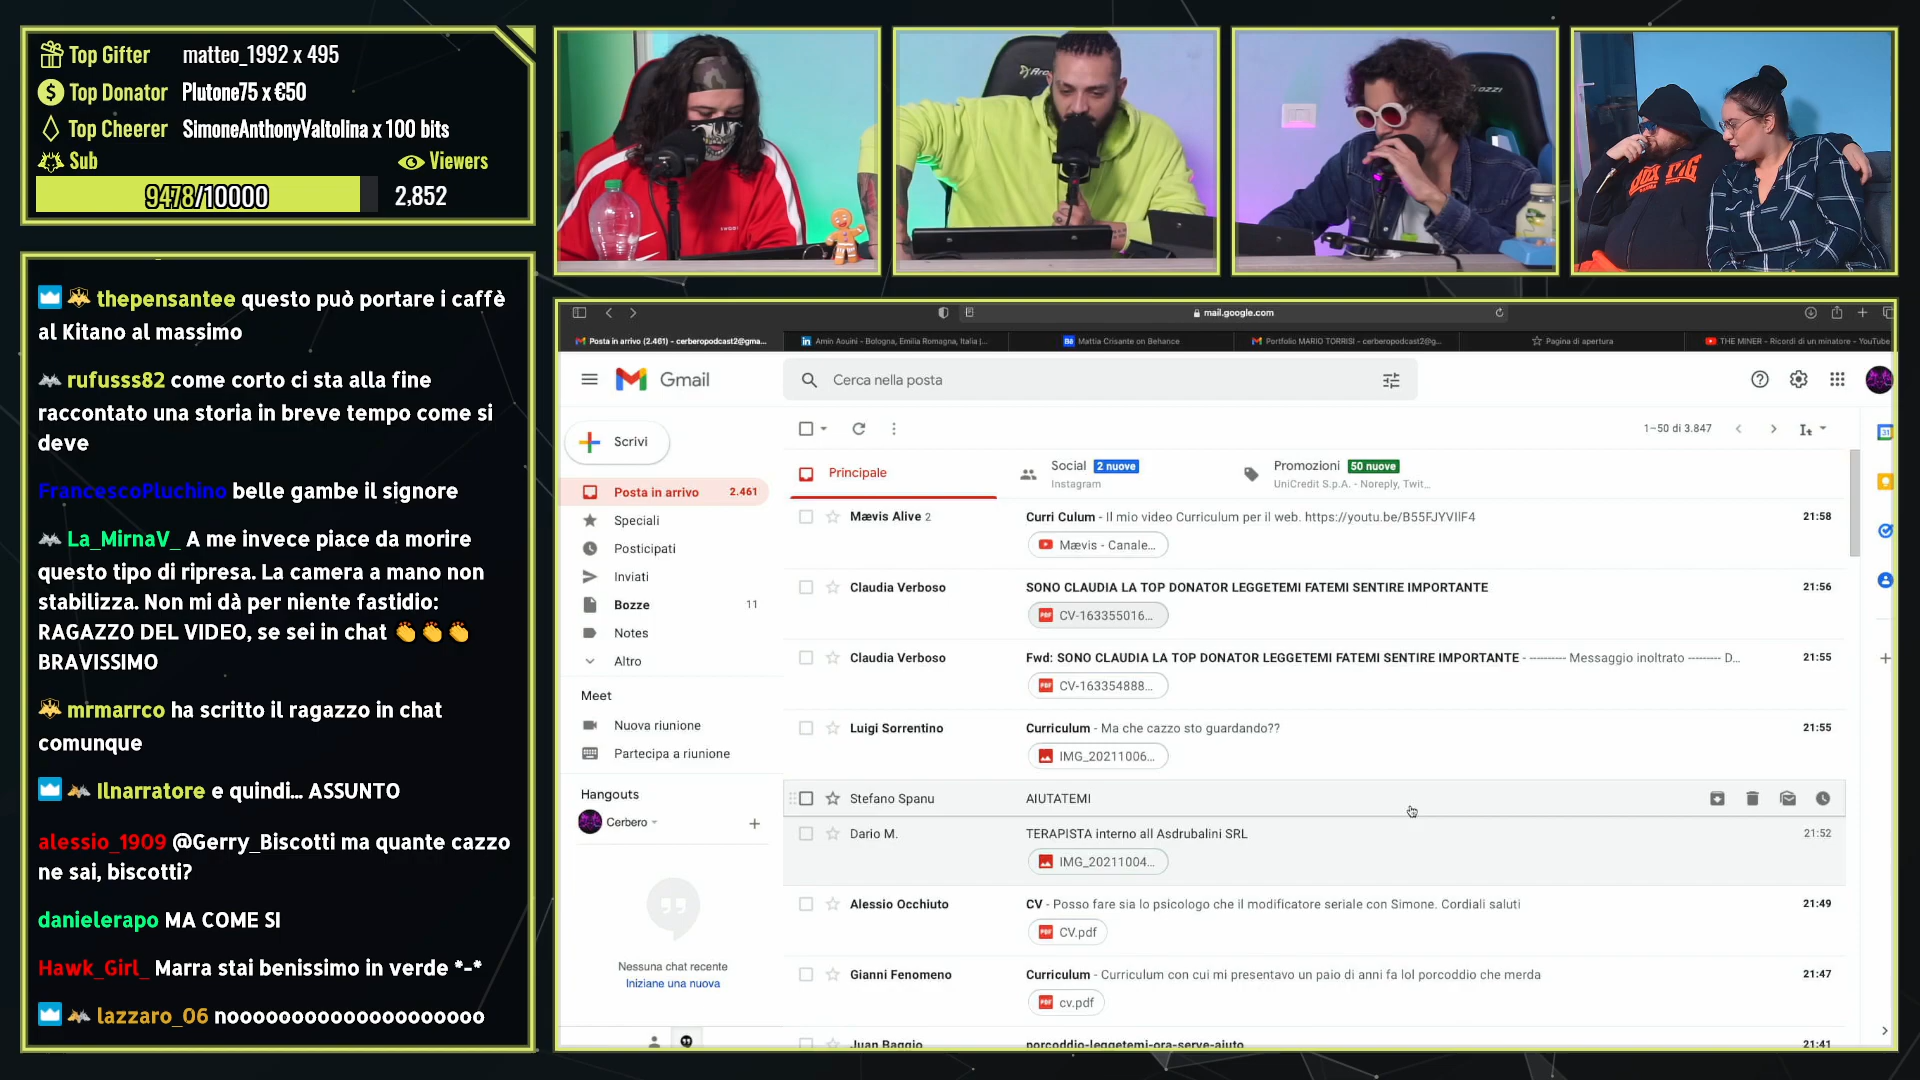 Top Gifter matteo_1992 x 495
Top Donator Plutone75 x €50
Top Cheerer SimoneAnthonyValtolina x 100 bits
Sub
Viewers
9478/10000
2,852
thepensantee questo può portare i caffè
al Kitano al massimo
rufusss82 come corto ci sta alla fine
raccontato una storia in breve tempo come si
deve
FrancescoPluchino belle gambe il signore
La_MirnaV_ A me invece piace da morire
questo tipo di ripresa. La camera a mano non
stabilizza. Non mi dà per niente fastidio:
RAGAZZO DEL VIDEO, se sei in chat 👏👏👏
BRAVISSIMO
mrmarrco ha scritto il ragazzo in chat
comunque
Ilnarratore e quindi... ASSUNTO
alessio_1909 @Gerry_Biscotti ma quante cazzo
ne sai, biscotti?
danielerapo MA COME SI
Hawk_Girl_ Marra stai benissimo in verde *-*
lazzaro_06 noooooooooooooooooooo
mail.google.com
Posta in arrivo (2.461) - cerberopodcast2@gma...
Amin Aouini - Bologna, Emilia Romagna, Italia |...
Mattia Crisante on Behance
Portfolio MARIO TORRISI - cerberopodcast2@g...
Pagina di apertura
THE MINER - Ricordi di un minatore - YouTube
Gmail
Cerca nella posta
Scrivi
1–50 di 3.847
Principale
Social 2 nuove
Instagram
Promozioni 50 nuove
UniCredit S.p.A. - Noreply, Twit...
Posta in arrivo 2.461
Speciali
Posticipati
Inviati
Bozze 11
Notes
Altro
Meet
Nuova riunione
Partecipa a riunione
Hangouts
Cerbero
Nessuna chat recente
Iniziane una nuova
Mævis Alive 2 Curri Culum - Il mio video Curriculum per il web. https://youtu.be/B55FJYVIIF4 21:58
Mævis - Canale...
Claudia Verboso SONO CLAUDIA LA TOP DONATOR LEGGETEMI FATEMI SENTIRE IMPORTANTE 21:56
CV-163355016...
Claudia Verboso Fwd: SONO CLAUDIA LA TOP DONATOR LEGGETEMI FATEMI SENTIRE IMPORTANTE - ---------- Messaggio inoltrato --------- D... 21:55
CV-163354888...
Luigi Sorrentino Curriculum - Ma che cazzo sto guardando?? 21:55
IMG_20211006...
Stefano Spanu AIUTATEMI
Dario M. TERAPISTA interno all Asdrubalini SRL 21:52
IMG_20211004...
Alessio Occhiuto CV - Posso fare sia lo psicologo che il modificatore seriale con Simone. Cordiali saluti 21:49
CV.pdf
Gianni Fenomeno Curriculum - Curriculum con cui mi presentavo un paio di anni fa lol porcoddio che merda 21:47
cv.pdf
Juan Baggio porcoddio-leggetemi-ora-serve-aiuto 21:41